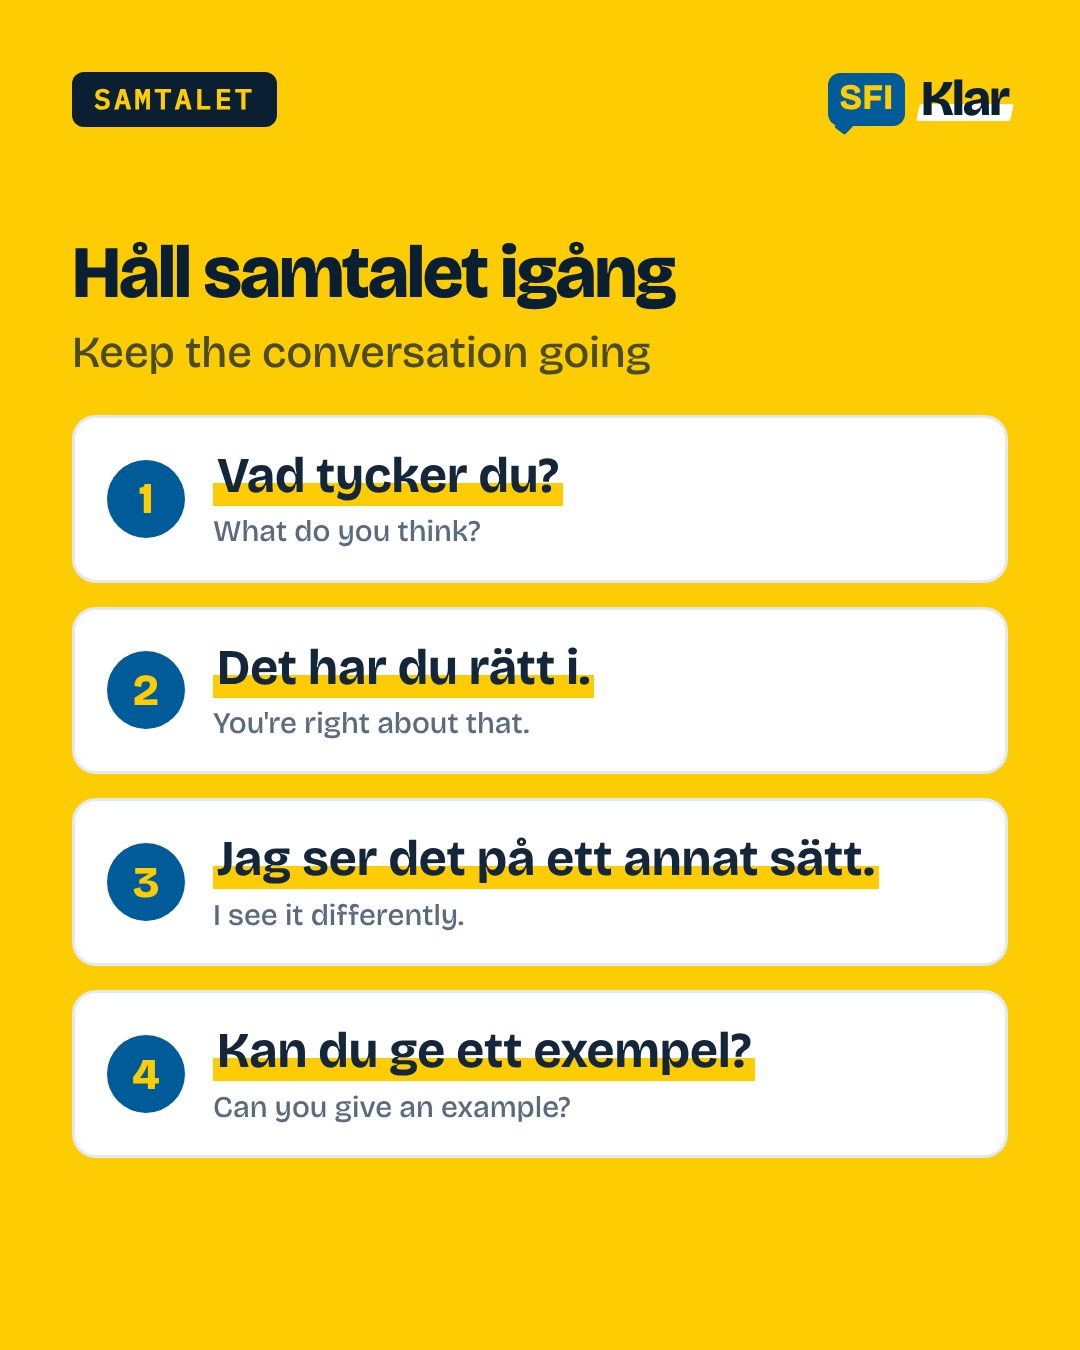 SAMTALET
SFI Klar
Håll samtalet igång
Keep the conversation going
1
Vad tycker du?
What do you think?
2
Det har du rätt i.
You're right about that.
3
Jag ser det på ett annat sätt.
I see it differently.
4
Kan du ge ett exempel?
Can you give an example?